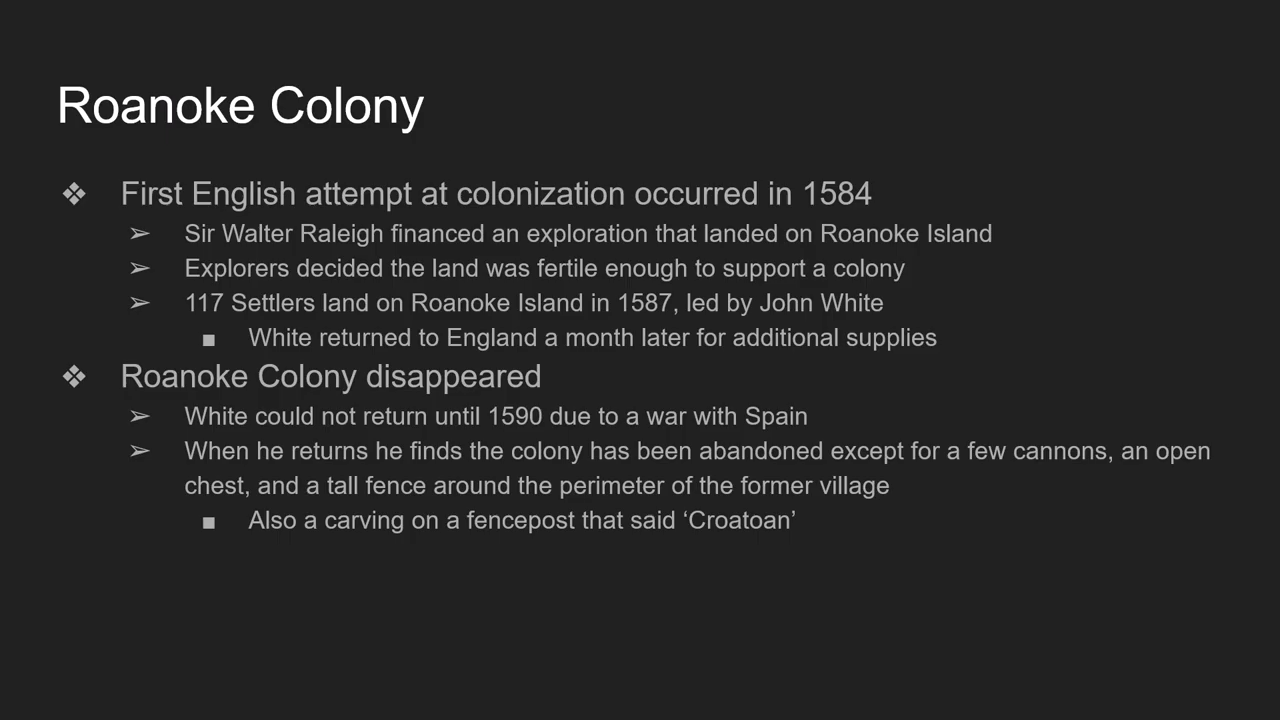 Roanoke Colony
❖ First English attempt at colonization occurred in 1584
➢ Sir Walter Raleigh financed an exploration that landed on Roanoke Island
➢ Explorers decided the land was fertile enough to support a colony
➢ 117 Settlers land on Roanoke Island in 1587, led by John White
■ White returned to England a month later for additional supplies
❖ Roanoke Colony disappeared
➢ White could not return until 1590 due to a war with Spain
➢ When he returns he finds the colony has been abandoned except for a few cannons, an open
chest, and a tall fence around the perimeter of the former village
■ Also a carving on a fencepost that said ‘Croatoan’